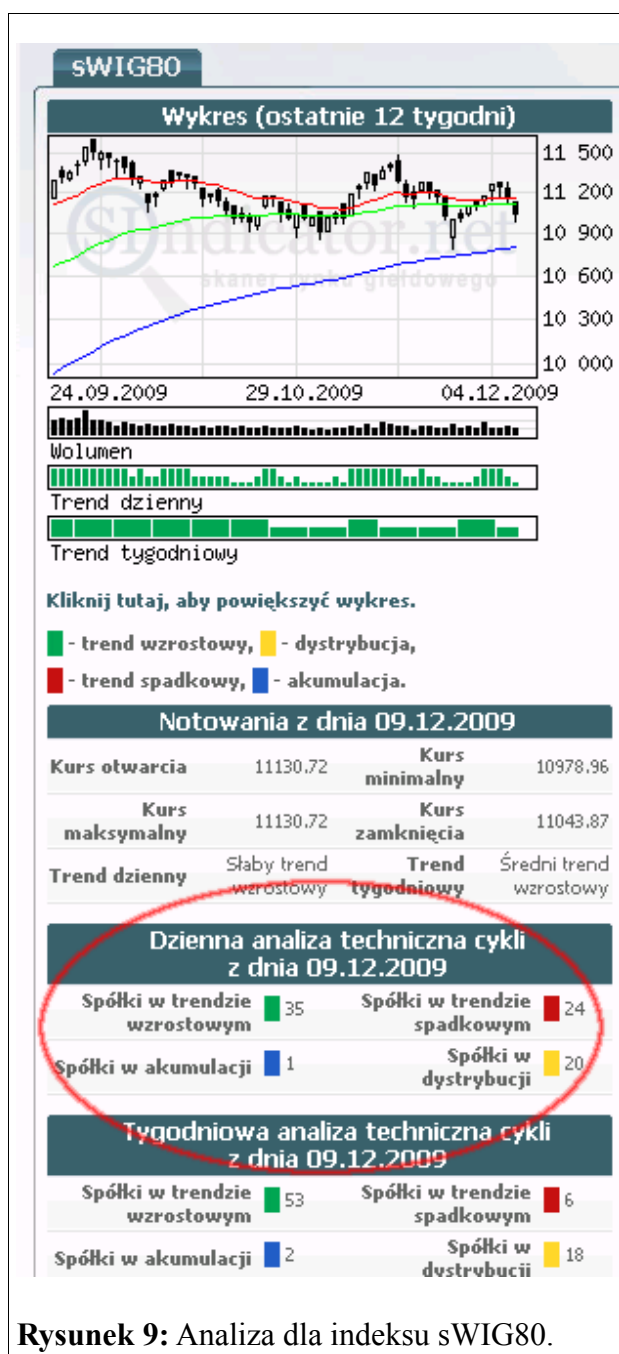 sWIG80
Wykres (ostatnie 12 tygodni)
11 500
11 200
10 900
10 600
10 300
10 000
SIndicator.net
skaner rynku giełdowego
24.09.2009 29.10.2009 04.12.2009
Wolumen
Trend dzienny
Trend tygodniowy
Kliknij tutaj, aby powiększyć wykres.
- trend wzrostowy, - dystrybucja,
- trend spadkowy, - akumulacja.
Notowania z dnia 09.12.2009
Kurs otwarcia 11130.72 Kurs minimalny 10978.96
Kurs maksymalny 11130.72 Kurs zamknięcia 11043.87
Trend dzienny Słaby trend wzrostowy Trend tygodniowy Średni trend wzrostowy
Dzienna analiza techniczna cykli
z dnia 09.12.2009
Spółki w trendzie wzrostowym 35 Spółki w trendzie spadkowym 24
Spółki w akumulacji 1 Spółki w dystrybucji 20
Tygodniowa analiza techniczna cykli
z dnia 09.12.2009
Spółki w trendzie wzrostowym 53 Spółki w trendzie spadkowym 6
Spółki w akumulacji 2 Spółki w dystrybucji 18
Rysunek 9: Analiza dla indeksu sWIG80.